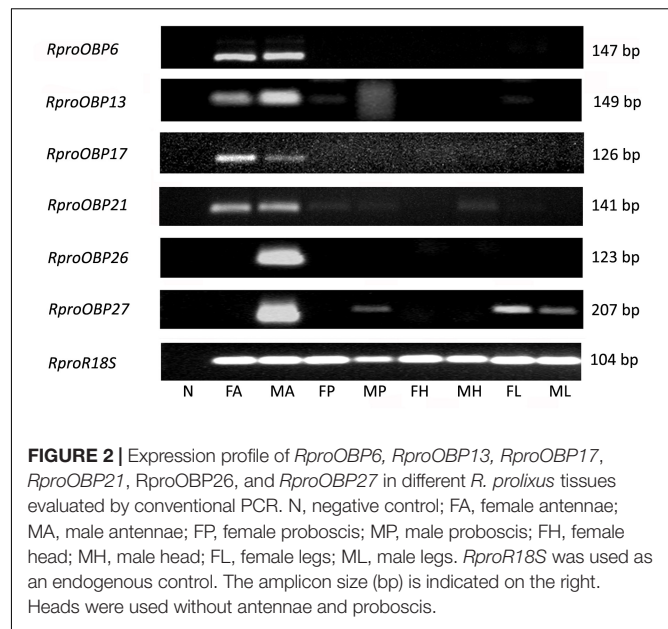 RproOBP6 147 bp
RproOBP13 149 bp
RproOBP17 126 bp
RproOBP21 141 bp
RproOBP26 123 bp
RproOBP27 207 bp
RproR18S 104 bp
N FA MA FP MP FH MH FL ML
FIGURE 2 | Expression profile of RproOBP6, RproOBP13, RproOBP17,
RproOBP21, RproOBP26, and RproOBP27 in different R. prolixus tissues
evaluated by conventional PCR. N, negative control; FA, female antennae;
MA, male antennae; FP, female proboscis; MP, male proboscis; FH, female
head; MH, male head; FL, female legs; ML, male legs. RproR18S was used as
an endogenous control. The amplicon size (bp) is indicated on the right.
Heads were used without antennae and proboscis.